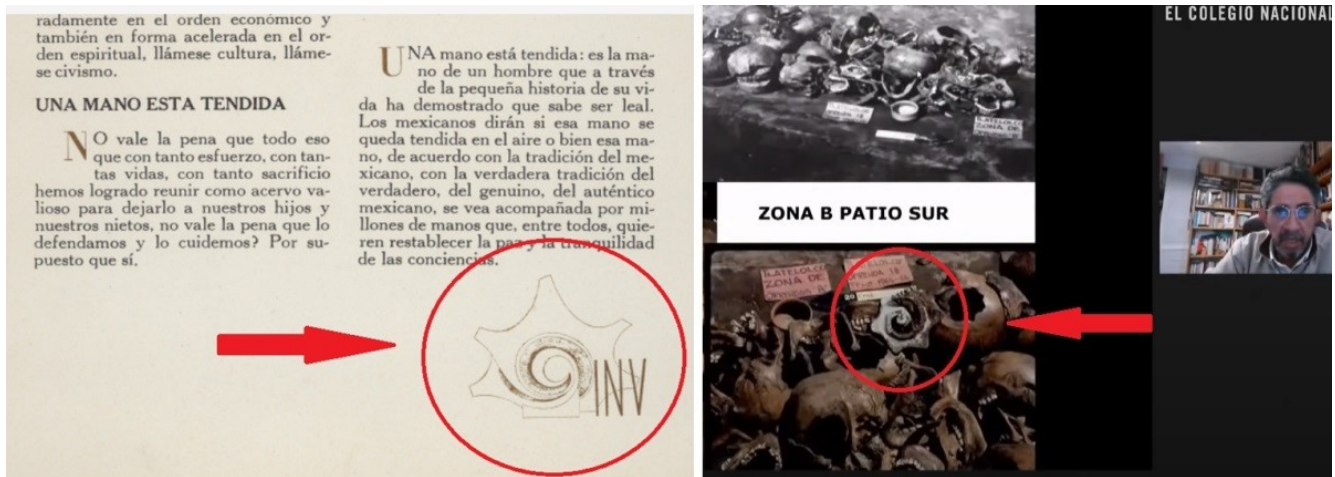 radamente en el orden económico y
también en forma acelerada en el or-
den espiritual, llámese cultura, lláme-
se civismo.
UNA MANO ESTA TENDIDA
NO vale la pena que todo eso
que con tanto esfuerzo, con tan-
tas vidas, con tanto sacrificio
hemos logrado reunir como acervo va-
lioso para dejarlo a nuestros hijos y
nuestros nietos, no vale la pena que lo
defendamos y lo cuidemos? Por su-
puesto que sí.
UNA mano está tendida: es la ma-
no de un hombre que a través
de la pequeña historia de su vi-
da ha demostrado que sabe ser leal.
Los mexicanos dirán si esa mano se
queda tendida en el aire o bien esa ma-
no, de acuerdo con la tradición del me-
xicano, con la verdadera tradición del
verdadero, del genuino, del auténtico
mexicano, se vea acompañada por mi-
llones de manos que, entre todos, quie-
ren restablecer la paz y la tranquilidad
de las conciencias.
EL COLEGIO NACIONAL
TLATELOLCO
ZONA DE
ZONA B PATIO SUR
TLATELOLCO
ZONA DE
TLATELOLCO
OFRENDA 18
20